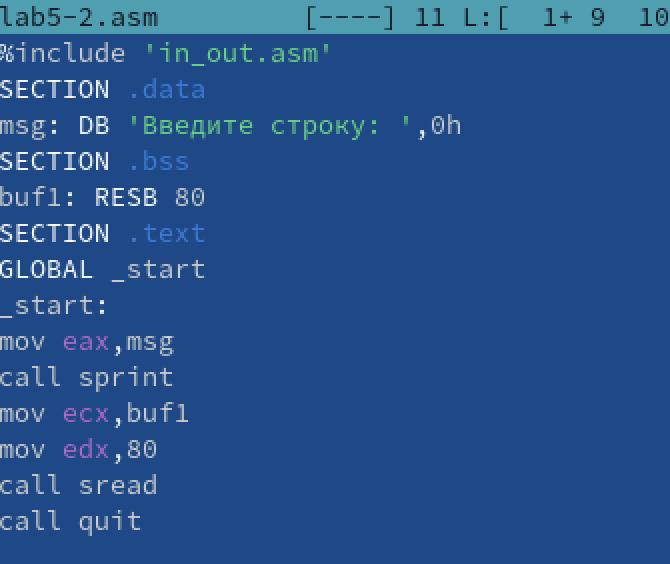 lab5-2.asm [----] 11 L:[ 1+ 9 10
%include 'in_out.asm'
SECTION .data
msg: DB 'Введите строку: ',0h
SECTION .bss
buf1: RESB 80
SECTION .text
GLOBAL _start
_start:
mov eax,msg
call sprint
mov ecx,buf1
mov edx,80
call sread
call quit